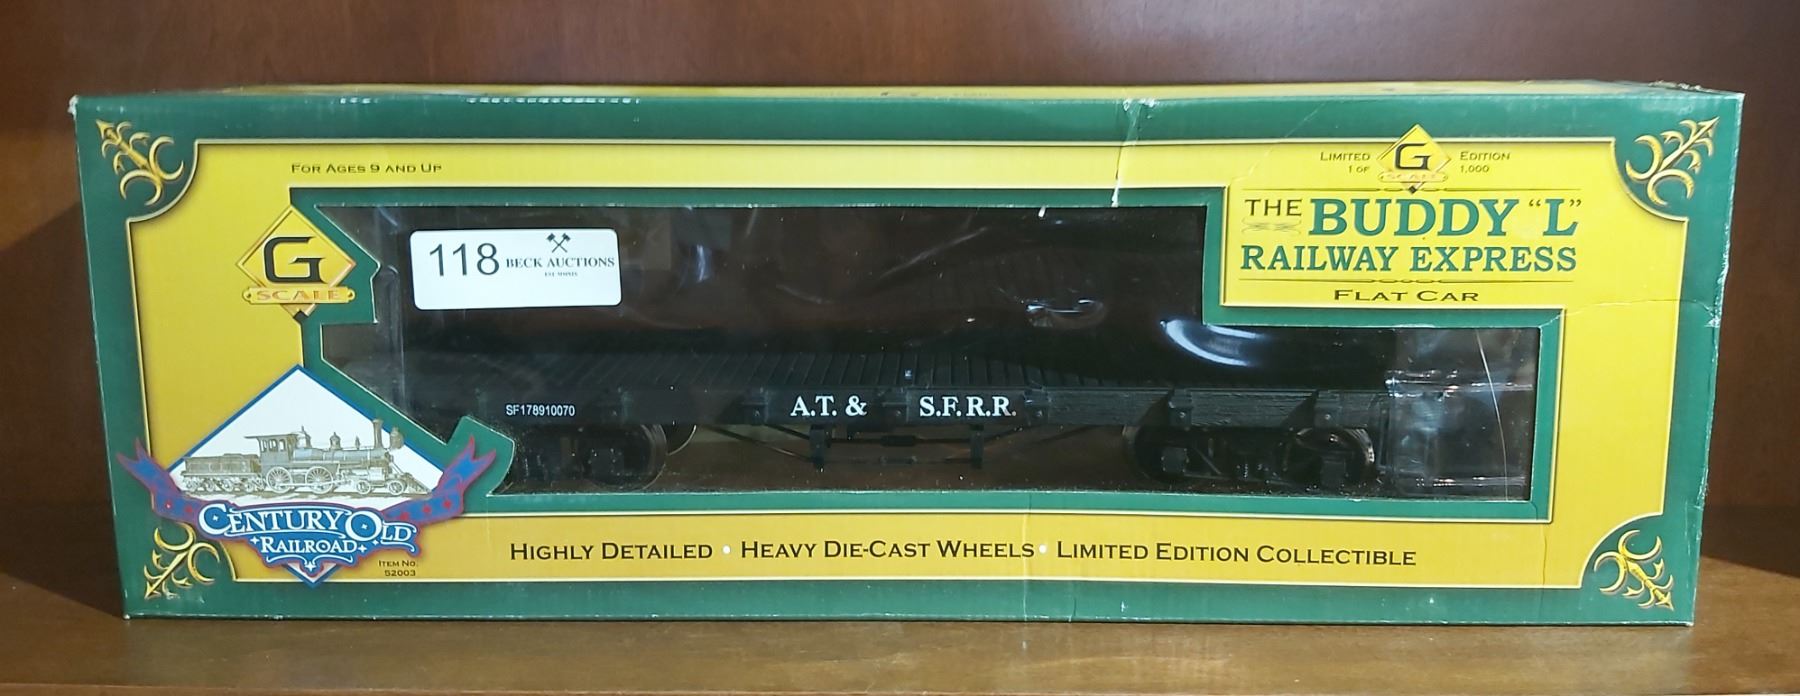 FOR AGES 9 AND UP
LIMITED G EDITION
1 OF SCALE 1,000
THE BUDDY "L"
RAILWAY EXPRESS
FLAT CAR
G
SCALE
118 BECK AUCTIONS
SF178910070
A.T. & S.F.R.R.
CENTURY OLD
RAILROAD
ITEM NO.
52003
HIGHLY DETAILED • HEAVY DIE-CAST WHEELS • LIMITED EDITION COLLECTIBLE